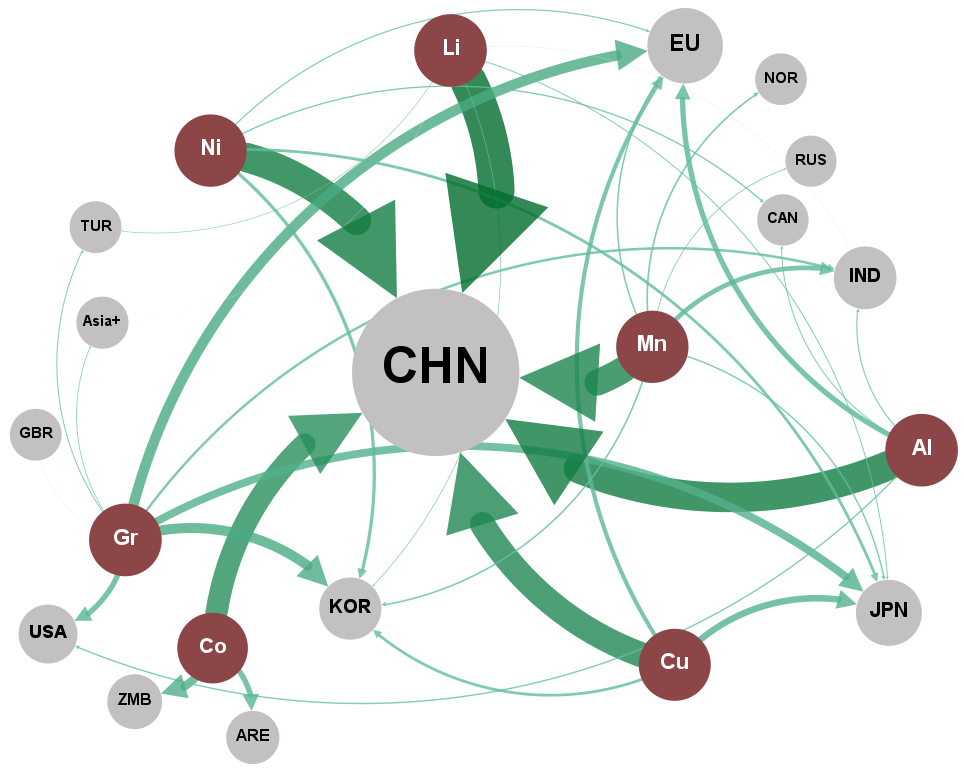 Li
EU
NOR
Ni
RUS
TUR
CAN
IND
Asia+
Mn
CHN
GBR
Al
Gr
KOR
JPN
USA
Co
Cu
ZMB
ARE